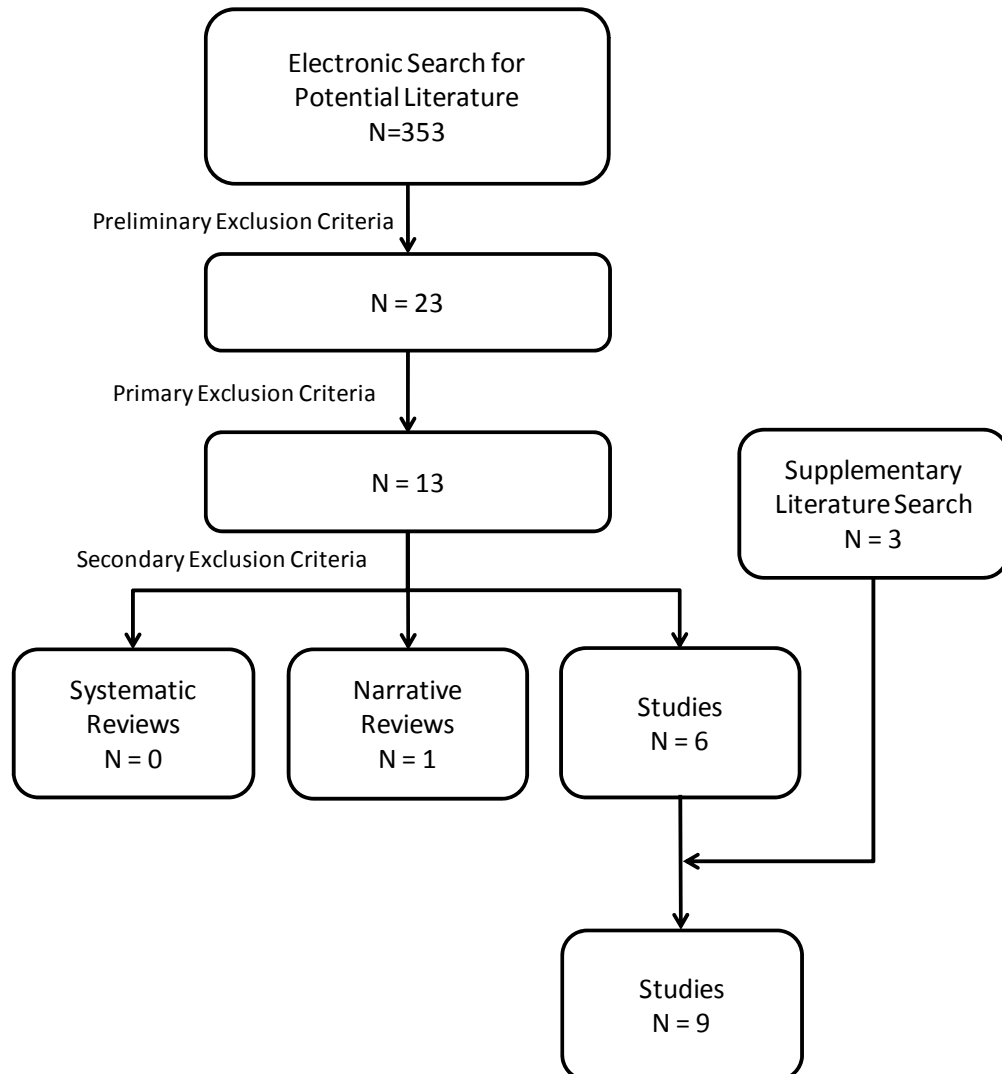 Electronic Search for
Potential Literature
N=353
Preliminary Exclusion Criteria
N = 23
Primary Exclusion Criteria
N = 13
Supplementary
Literature Search
N = 3
Secondary Exclusion Criteria
Systematic
Reviews
N = 0
Narrative
Reviews
N = 1
Studies
N = 6
Studies
N = 9